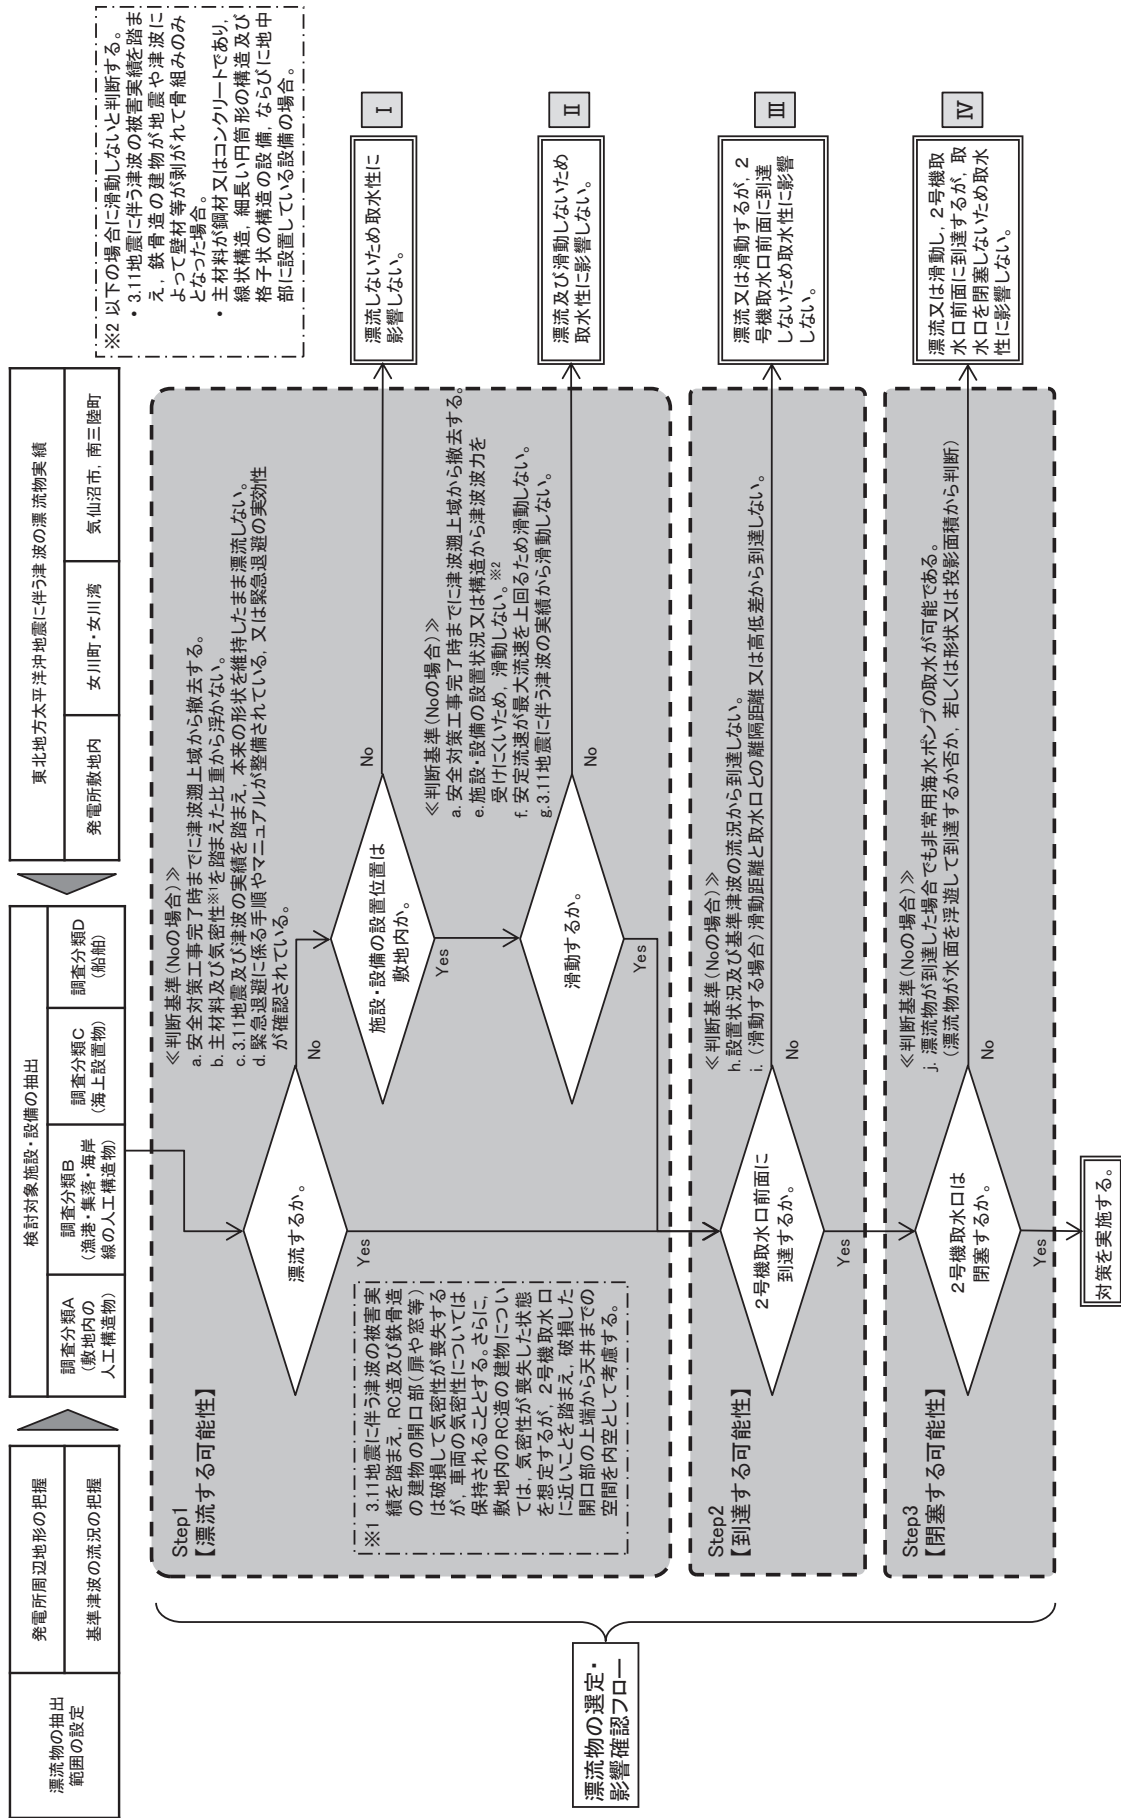 漂流物の抽出
範囲の設定
発電所周辺地形の把握
基準津波の流況の把握
検討対象施設・設備の抽出
調査分類A
(敷地内の
人工構造物)
調査分類B
(漁港・集落・海岸
線の人工構造物)
調査分類C
(海上設置物)
調査分類D
(船舶)
東北地方太平洋沖地震に伴う津波の漂流物実績
発電所敷地内
女川町・女川湾
気仙沼市,南三陸町
※2 以下の場合に滑動しないと判断する。
・3.11地震に伴う津波の被害実績を踏ま
え,鉄骨造の建物が地震や津波に
よって壁材等が剥がれて骨組みのみ
となった場合。
・主材料が鋼材又はコンクリートであり,
線状構造,細長い円筒形の構造及び
格子状の構造の設備,ならびに地中
部に設置している設備の場合。
漂流物の選定・
影響確認フロー
Step1
【漂流する可能性】
漂流するか。
≪判断基準(Noの場合)≫
a. 安全対策工事完了時までに津波遡上域から撤去する。
b. 主材料及び気密性※1を踏まえた比重から浮かない。
c. 3.11地震及び津波の実績を踏まえ,本来の形状を維持したまま漂流しない。
d. 緊急退避に係る手順やマニュアルが整備されている,又は緊急退避の実効性
が確認されている。
No
Yes
※1 3.11地震に伴う津波の被害実
績を踏まえ,RC造及び鉄骨造
の建物の開口部(扉や窓等)
は破損して気密性が喪失する
が,車両の気密性については
保持されることとする。さらに,
敷地内のRC造の建物につい
ては,気密性が喪失した状態
を想定するが,2号機取水口
に近いことを踏まえ,破損した
開口部の上端から天井までの
空間を内空として考慮する。
施設・設備の設置位置は
敷地内か。
No
Yes
漂流しないため取水性に
影響しない。
Ⅰ
≪判断基準(Noの場合)≫
a. 安全対策工事完了時までに津波遡上域から撤去する。
e. 施設・設備の設置状況又は構造から津波波力を
受けにくいため,滑動しない。※2
f. 安定流速が最大流速を上回るため滑動しない。
g. 3.11地震に伴う津波の実績から滑動しない。
滑動するか。
No
Yes
漂流及び滑動しないため
取水性に影響しない。
Ⅱ
Step2
【到達する可能性】
2号機取水口前面に
到達するか。
≪判断基準(Noの場合)≫
h. 設置状況及び基準津波の流況から到達しない。
i. (滑動する場合)滑動距離と取水口との離隔距離又は高低差から到達しない。
No
Yes
漂流又は滑動するが,2
号機取水口前面に到達
しないため取水性に影響
しない。
Ⅲ
Step3
【閉塞する可能性】
2号機取水口は
閉塞するか。
≪判断基準(Noの場合)≫
j. 漂流物が到達した場合でも非常用海水ポンプの取水が可能である。
(漂流物が水面を浮遊して到達するか否か,若しくは形状又は投影面積から判断)
No
Yes
漂流又は滑動し,2号機取
水口前面に到達するが,取
水口を閉塞しないため取水
性に影響しない。
Ⅳ
対策を実施する。